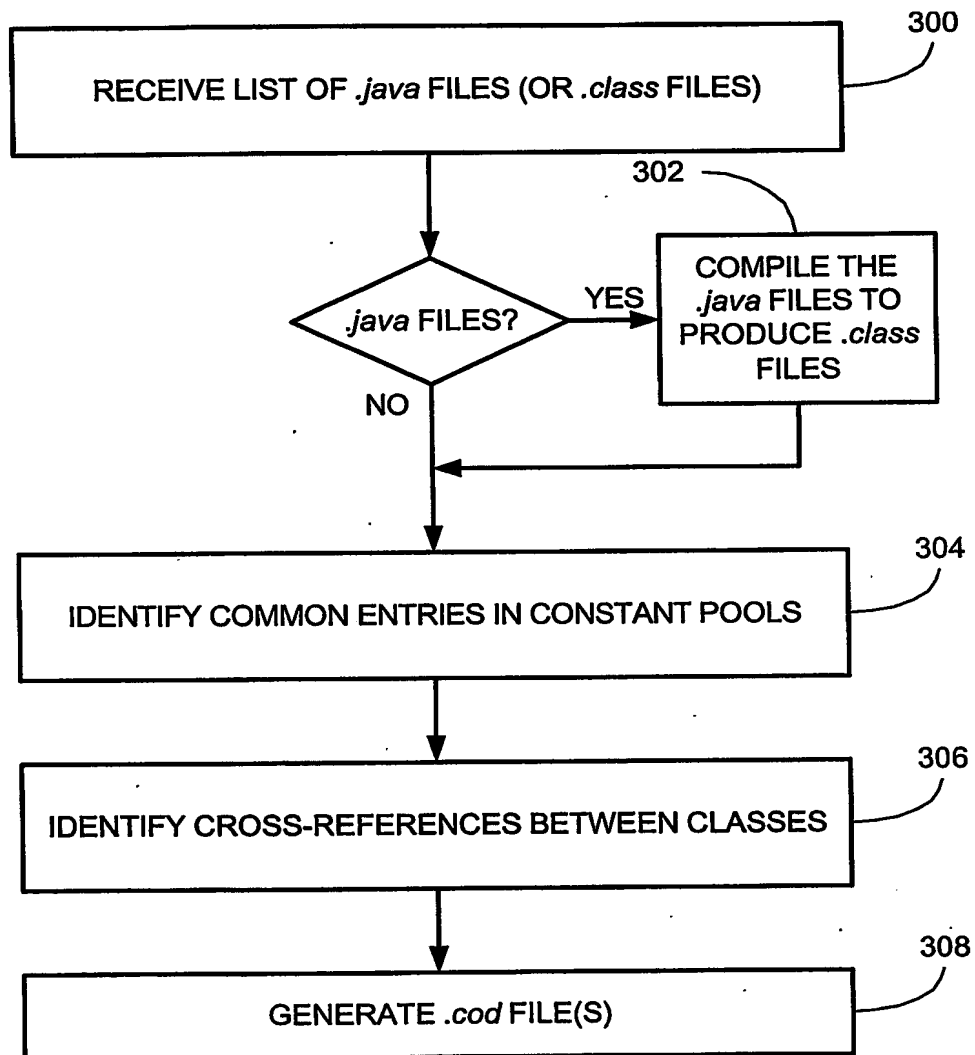 300
RECEIVE LIST OF .java FILES (OR .class FILES)
302
COMPILE THE
.java FILES TO
PRODUCE .class
FILES
.java FILES?
YES
NO
304
IDENTIFY COMMON ENTRIES IN CONSTANT POOLS
306
IDENTIFY CROSS-REFERENCES BETWEEN CLASSES
308
GENERATE .cod FILE(S)